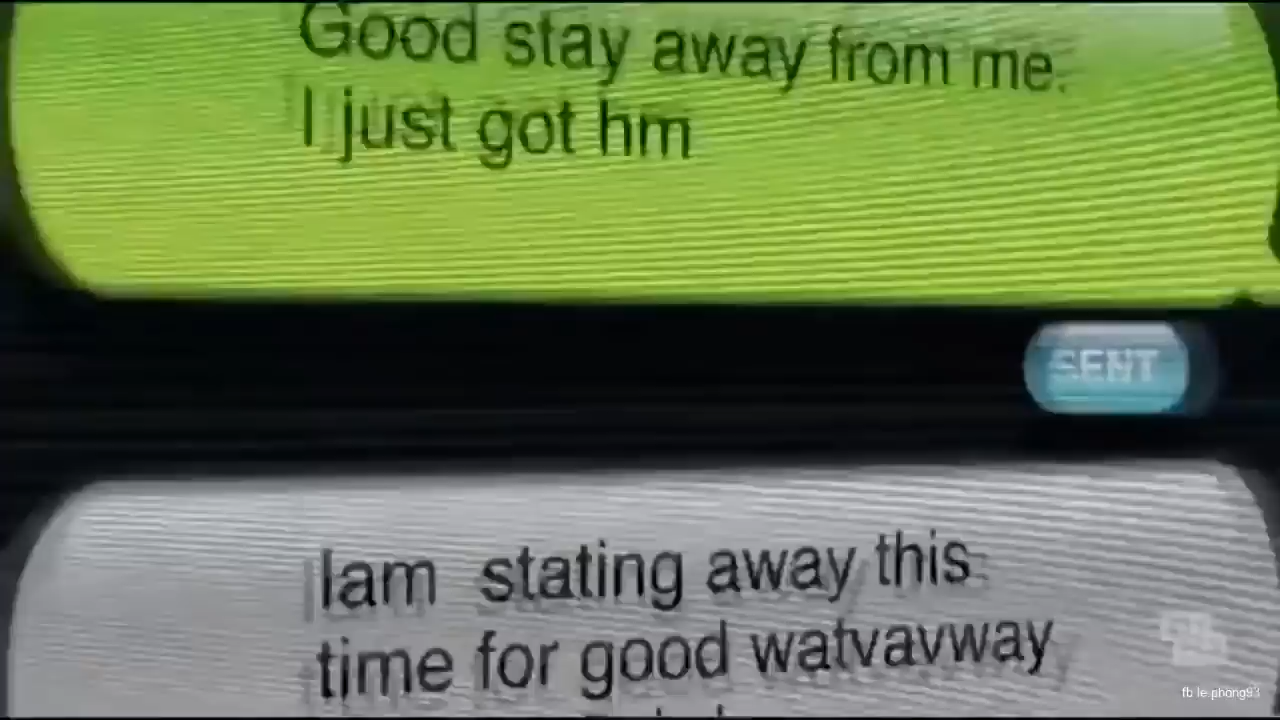 Good stay away from me.
I just got hm
SENT
Iam stating away this
time for good watvavway
fb le.phong93